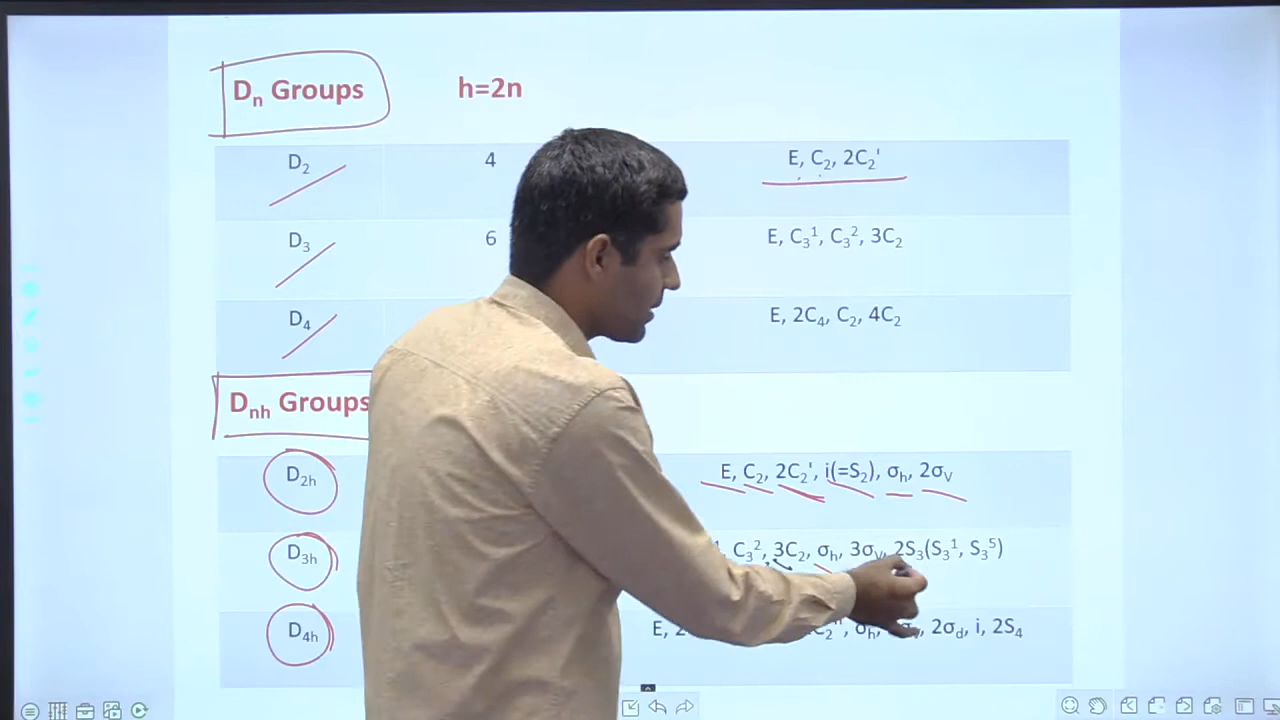 Dₙ Groups h=2n
D₂ 4 E, C₂, 2C₂'
D₃ 6 E, C₃¹, C₃², 3C₂
D₄ E, 2C₄, C₂, 4C₂
Dₙₕ Groups
D₂ₕ E, C₂, 2C₂', i(=S₂), σₕ, 2σᵥ
D₃ₕ C₃², 3C₂, σₕ, 3σᵥ, 2S₃(S₃¹, S₃⁵)
D₄ₕ E, σₕ, 2σd, i, 2S₄